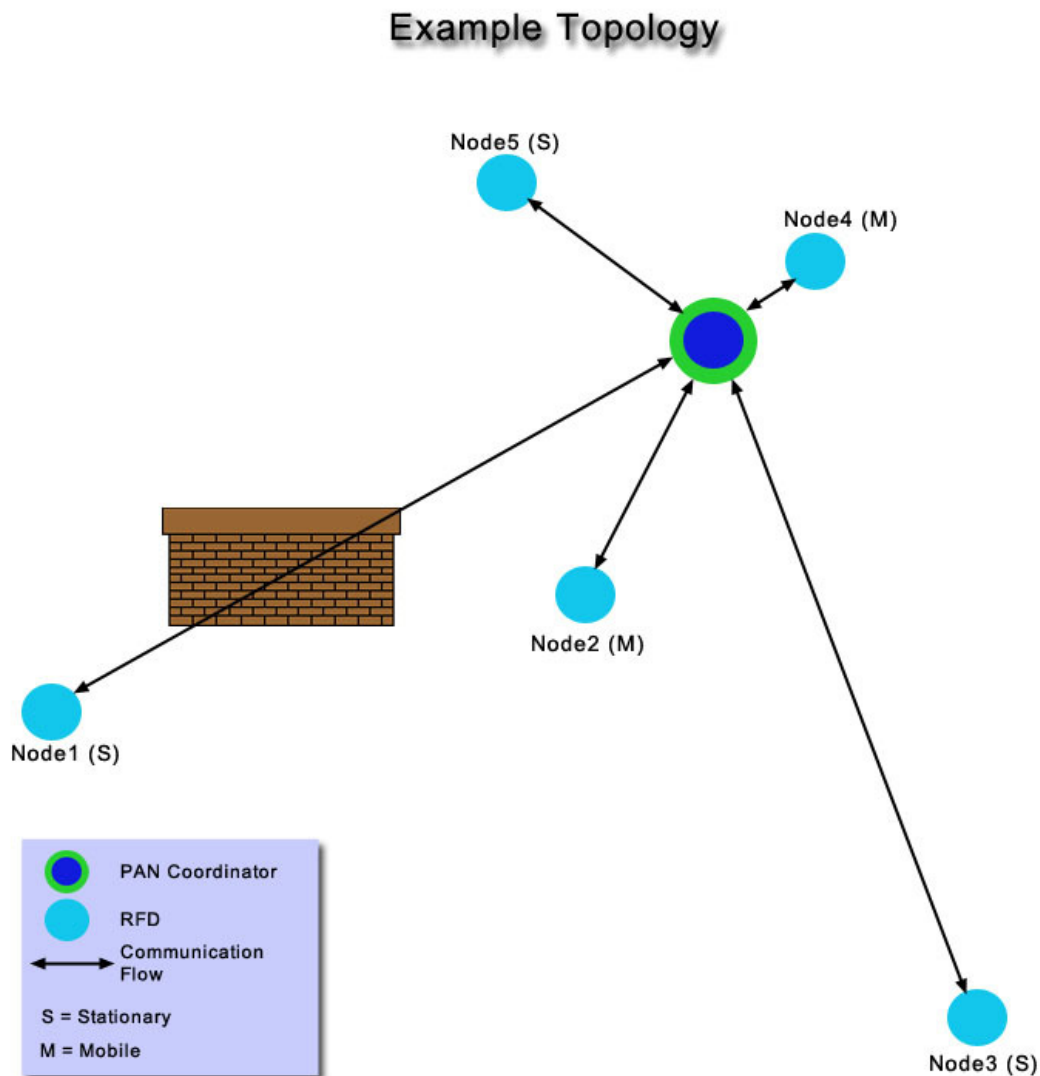 Example Topology
Node5 (S)
Node4 (M)
Node2 (M)
Node1 (S)
PAN Coordinator
RFD
Communication
Flow
S = Stationary
M = Mobile
Node3 (S)